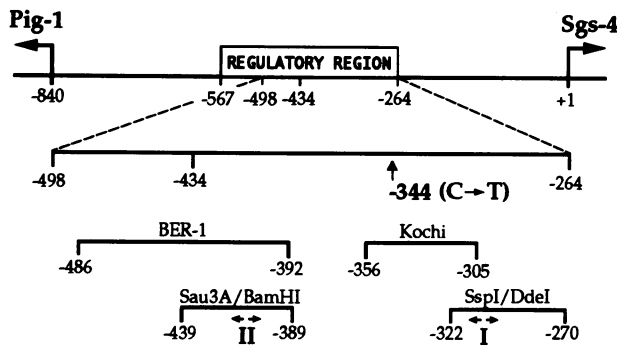 Pig-1 Sgs-4
REGULATORY REGION
-840 -567 -498 -434 -264 +1
-498 -434 -264
-344 (C→T)
BER-1 Kochi
-486 -392 -356 -305
Sau3A/BamHI SspI/DdeI
-439 II -389 -322 I -270